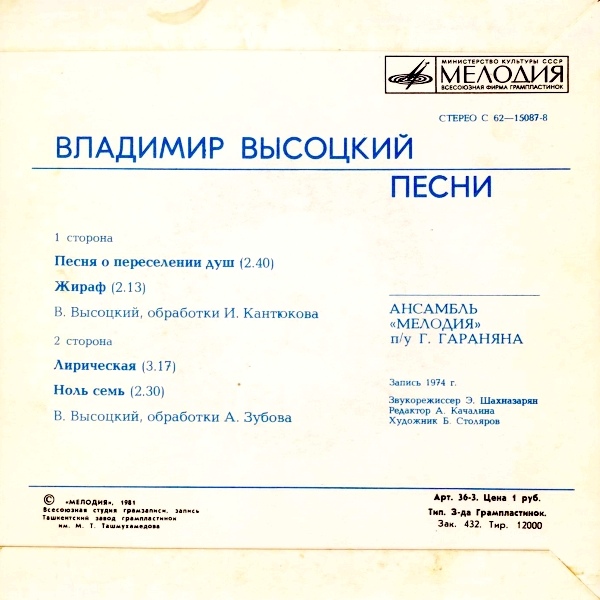 МИНИСТЕРСТВО КУЛЬТУРЫ СССР
МЕЛОДИЯ
ВСЕСОЮЗНАЯ ФИРМА ГРАМПЛАСТИНОК
СТЕРЕО С 62—15087-8
ВЛАДИМИР ВЫСОЦКИЙ
ПЕСНИ
1 сторона
Песня о переселении душ (2.40)
Жираф (2.13)
В. Высоцкий, обработки И. Кантюкова
2 сторона
Лирическая (3.17)
Ноль семь (2.30)
В. Высоцкий, обработки А. Зубова
АНСАМБЛЬ
«МЕЛОДИЯ»
п/у Г. ГАРАНЯНА
Запись 1974 г.
Звукорежиссер Э. Шахназарян
Редактор А. Качалина
Художник Б. Столяров
© «МЕЛОДИЯ», 1981
Всесоюзная студия грамзаписи, запись
Ташкентский завод грампластинок
им. М. Т. Ташмухамедова
Арт. 36-3. Цена 1 руб.
Тип. З-да Грампластинок.
Зак. 432. Тир. 12000